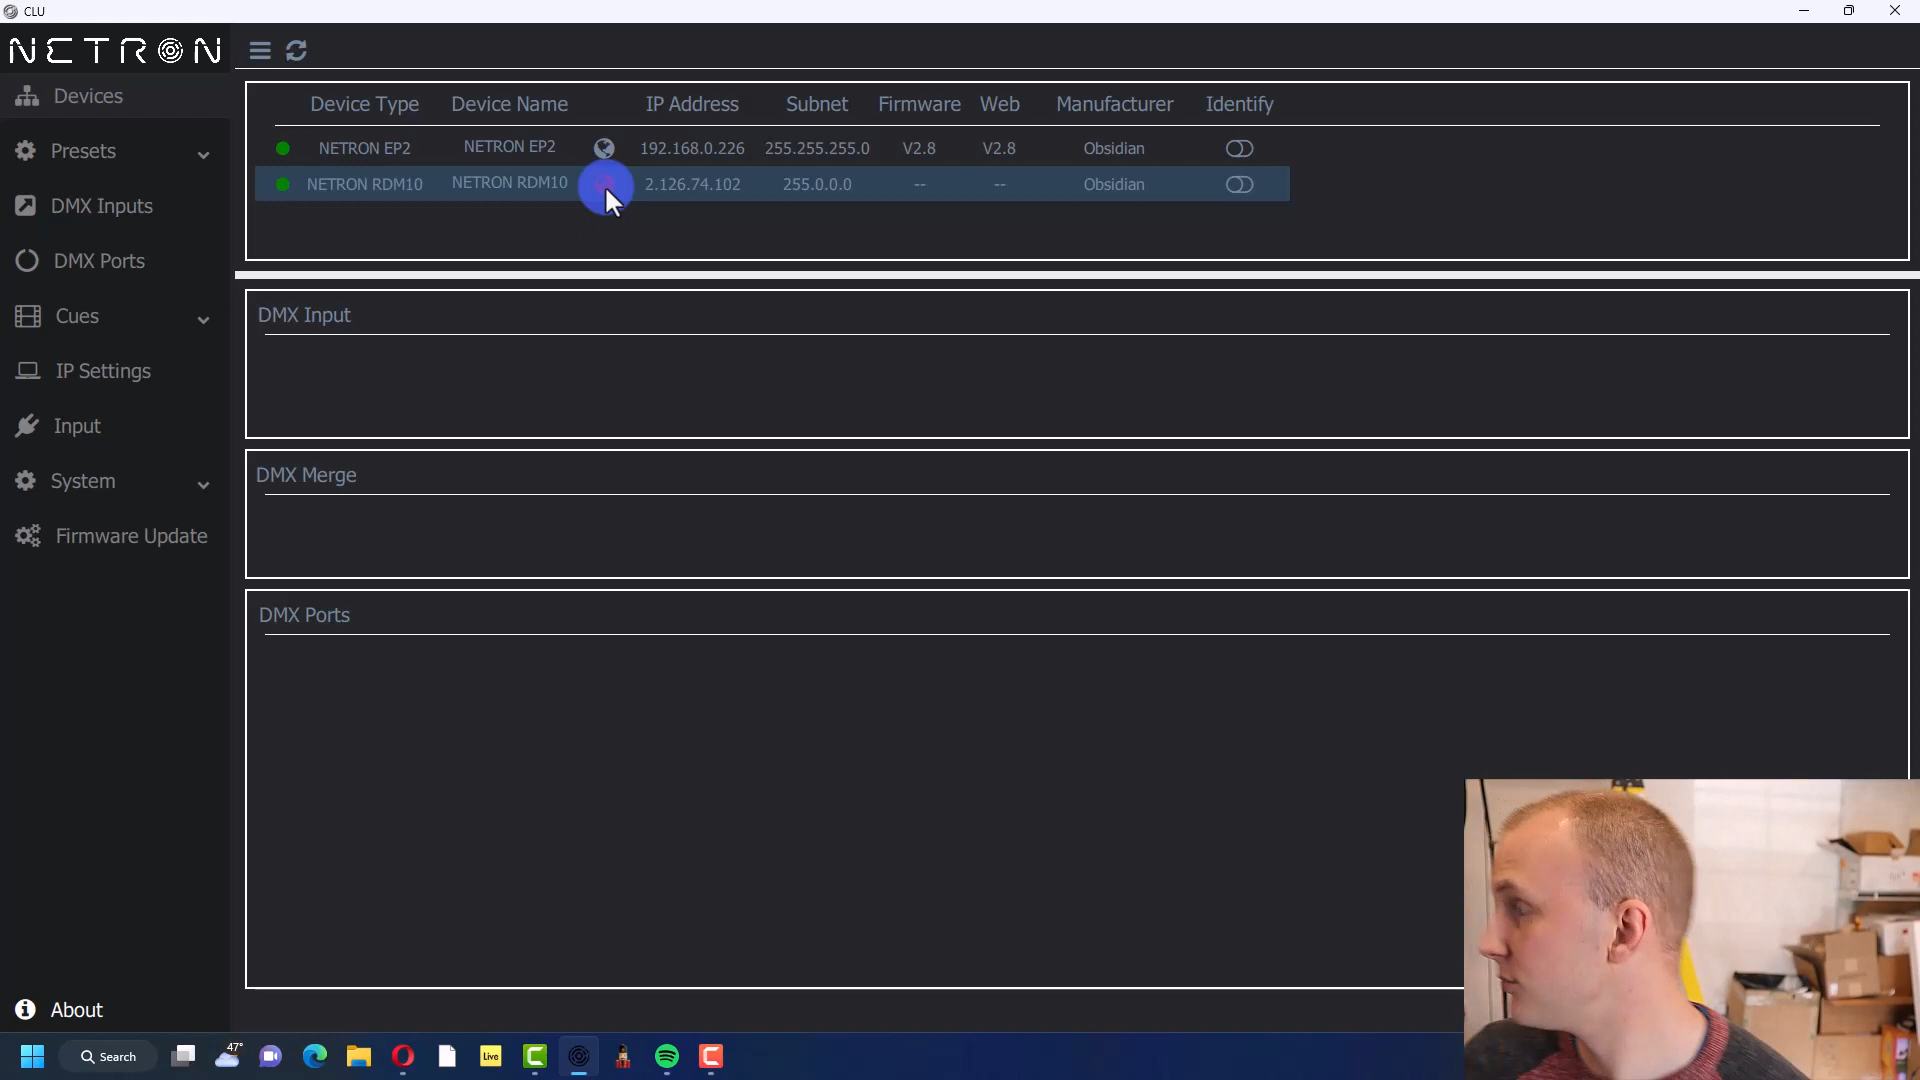 CLU
NETRON
Devices
Presets
DMX Inputs
DMX Ports
Cues
IP Settings
Input
System
Firmware Update
About
Device Type Device Name IP Address Subnet Firmware Web Manufacturer Identify
NETRON EP2 NETRON EP2 192.168.0.226 255.255.255.0 V2.8 V2.8 Obsidian
NETRON RDM10 NETRON RDM10 2.126.74.102 255.0.0.0 -- -- Obsidian
DMX Input
DMX Merge
DMX Ports
Search
47°
Live